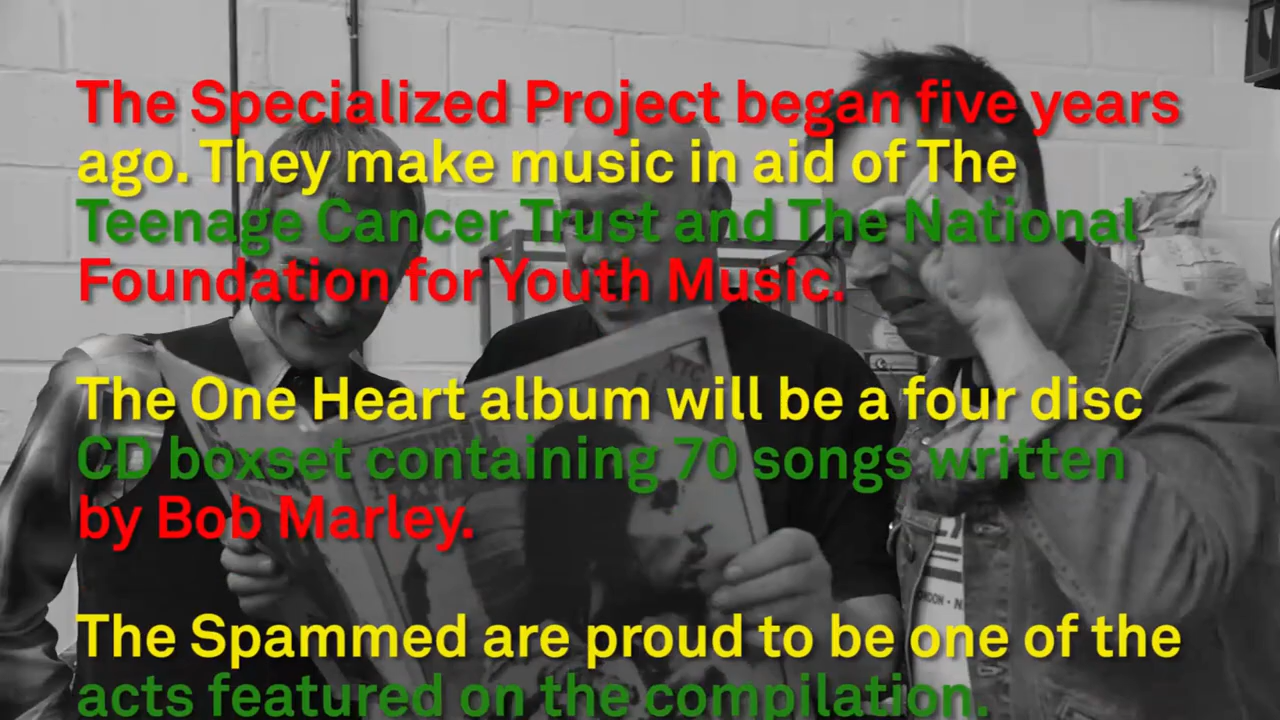 The Specialized Project began five years
ago. They make music in aid of The
Teenage Cancer Trust and The National
Foundation for Youth Music.
The One Heart album will be a four disc
CD boxset containing 70 songs written
by Bob Marley.
The Spammed are proud to be one of the
acts featured on the compilation.